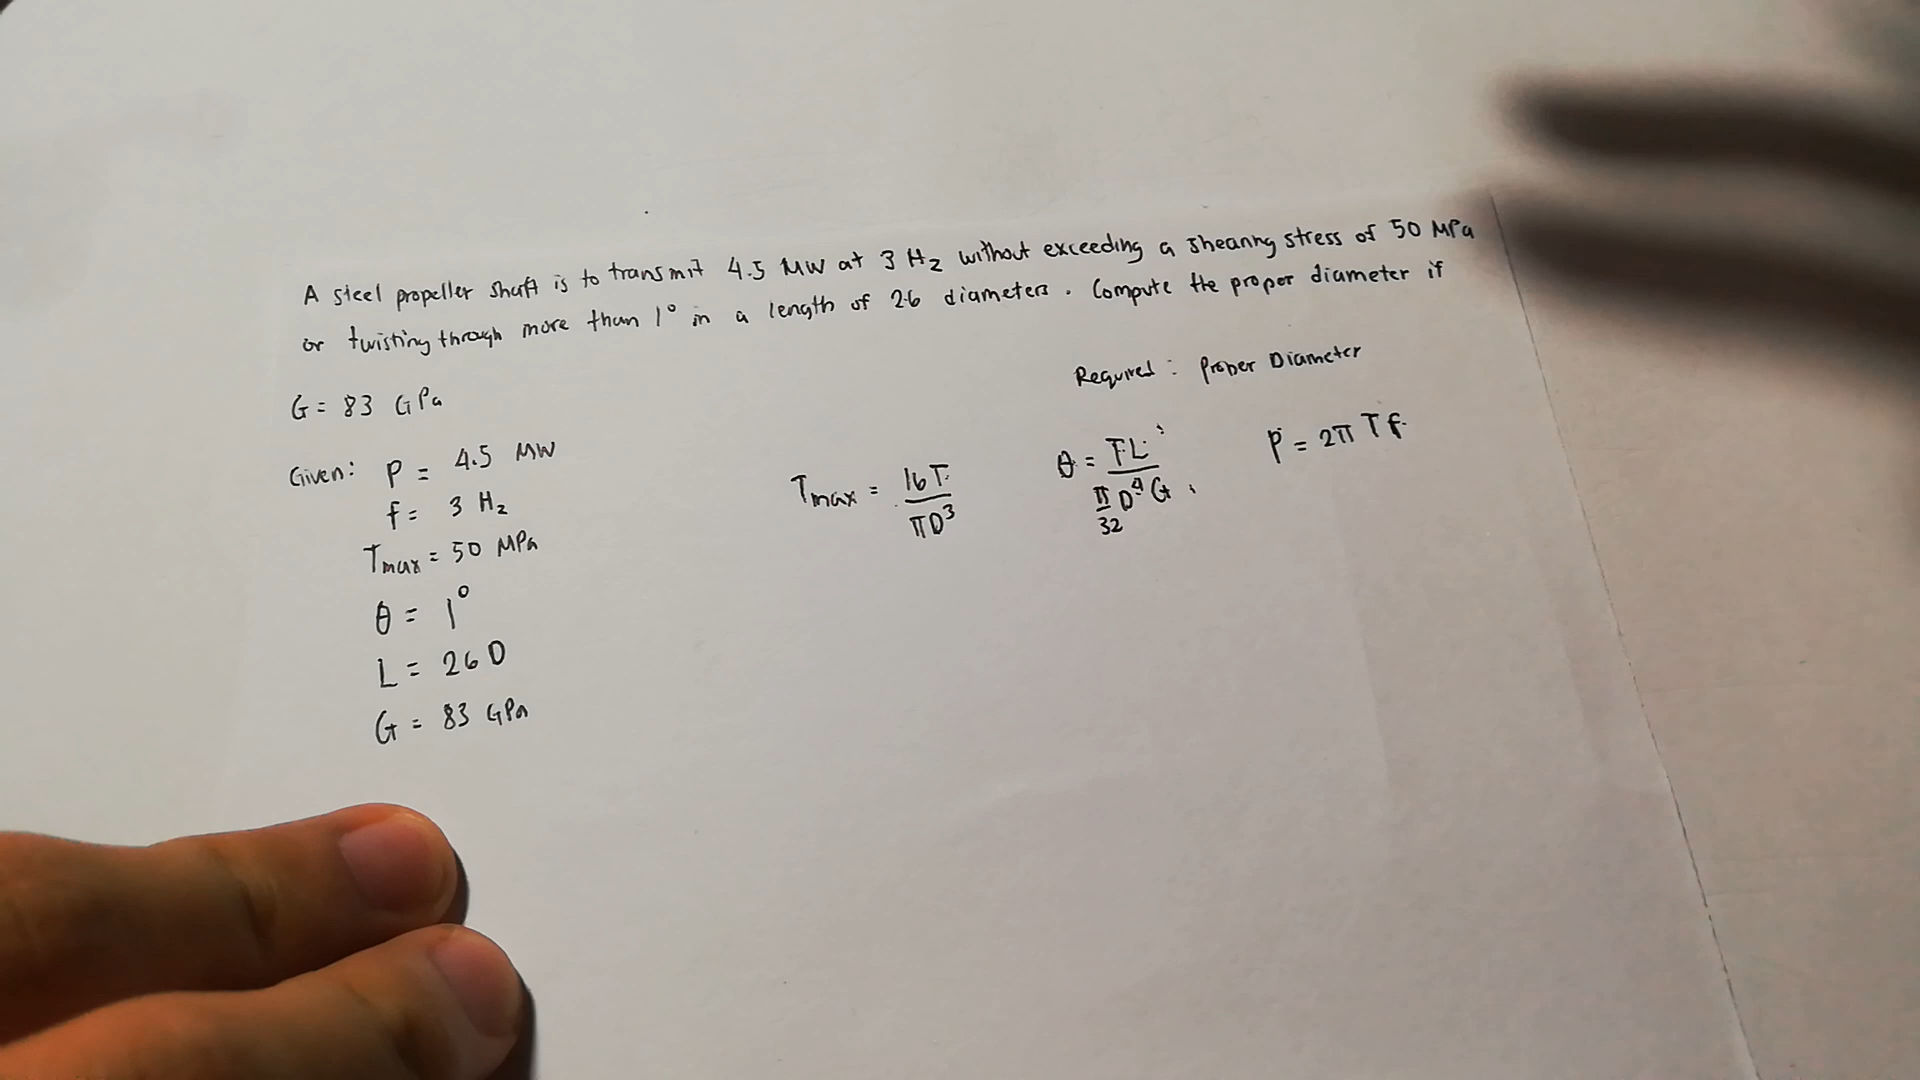 A steel propeller shaft is to transmit 4.5 MW at 3 Hz without exceeding a shearing stress of 50 MPa
or twisting through more than 1° in a length of 26 diameters. Compute the proper diameter if
G = 83 GPa
Required: Proper Diameter
Given: P = 4.5 MW
f = 3 Hz
Tmax = 50 MPa
θ = 1°
L = 26 D
G = 83 GPa
Tmax = 16T / πD³
θ = TL / (π/32 D⁴ G)
P = 2π T f